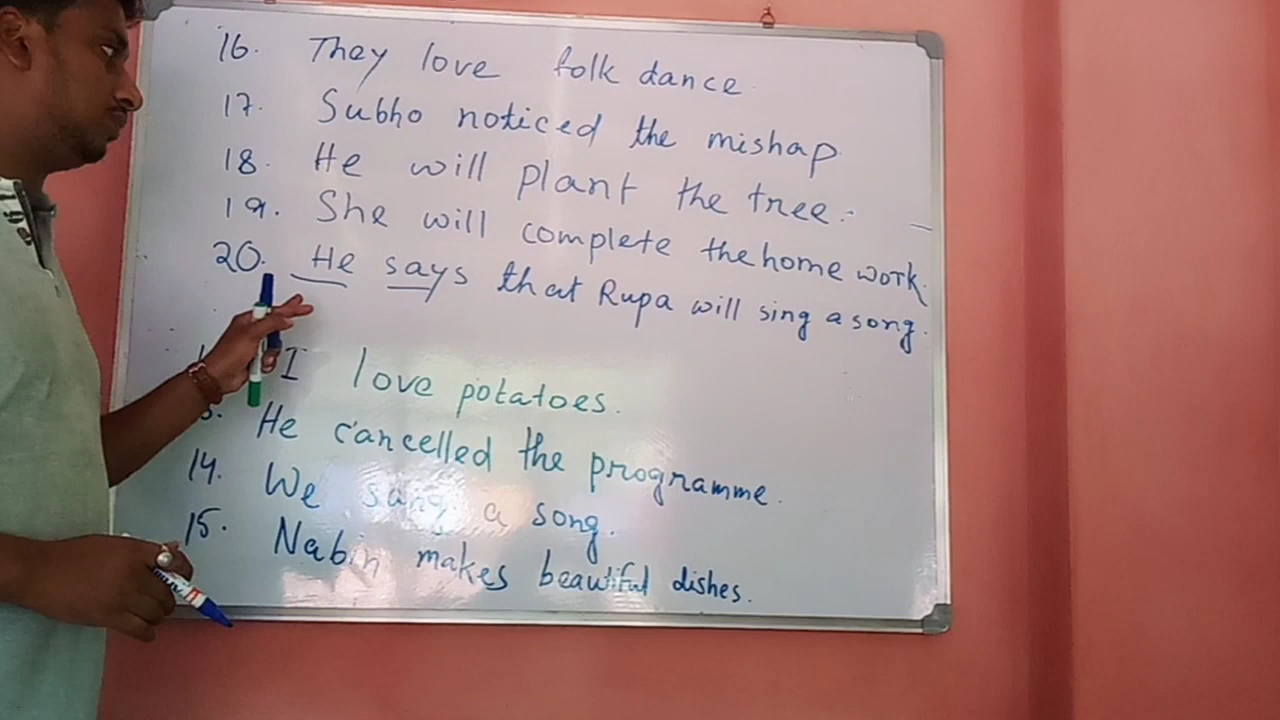 16. They love folk dance.
17. Subho noticed the mishap.
18. He will plant the tree.
19. She will complete the home work.
20. He says that Rupa will sing a song.
I love potatoes.
He cancelled the programme.
14. We sang a song.
15. Nabin makes beautiful dishes.